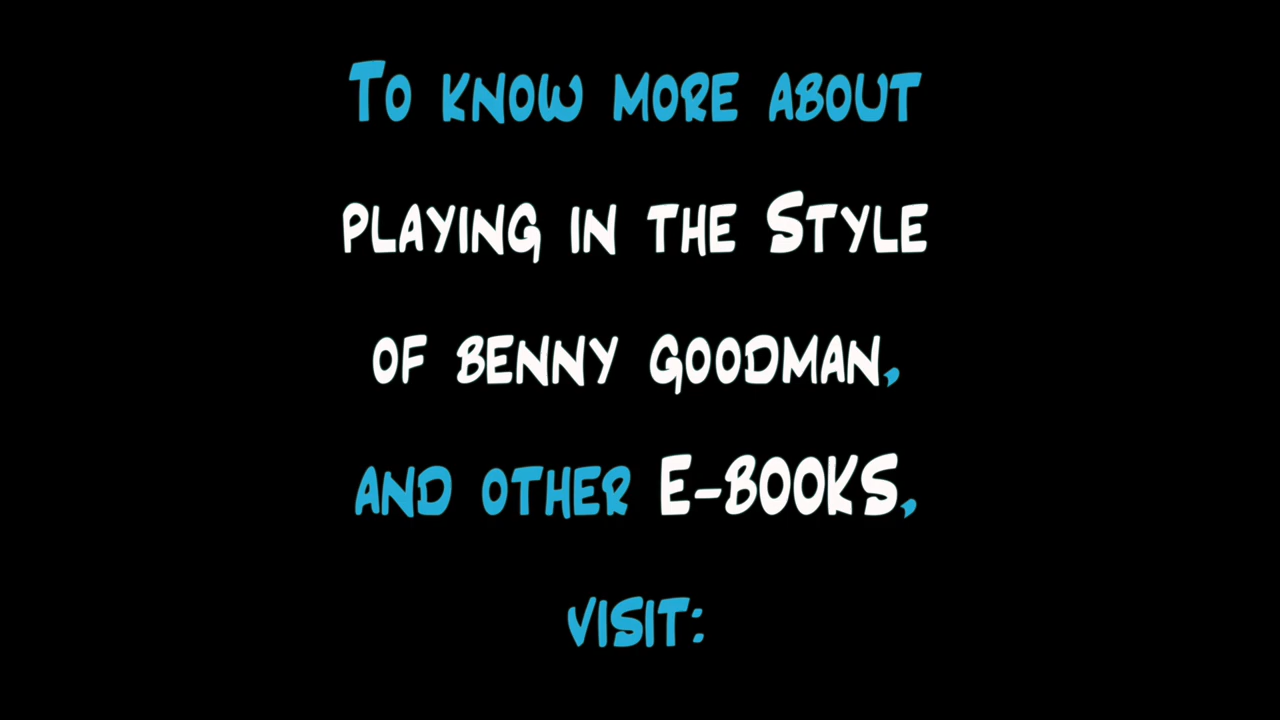 To know more about
playing in the Style
of Benny Goodman,
and other E-BOOKS,
visit: